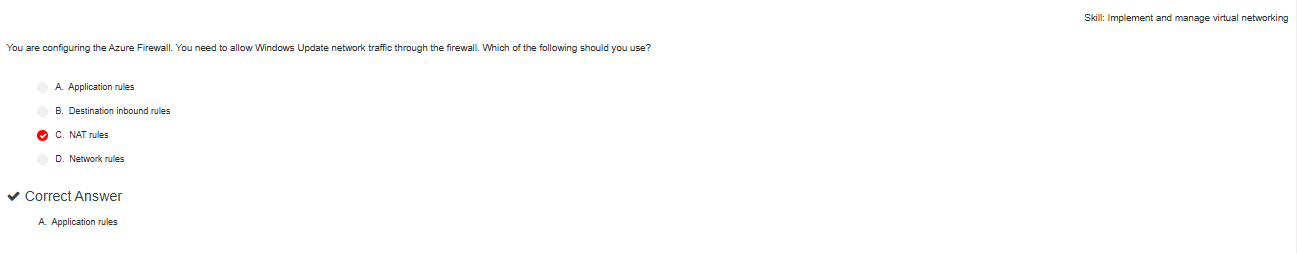 Skill: Implement and manage virtual networking
You are configuring the Azure Firewall. You need to allow Windows Update network traffic through the firewall. Which of the following should you use?
A. Application rules
B. Destination inbound rules
C. NAT rules
D. Network rules
Correct Answer
A. Application rules